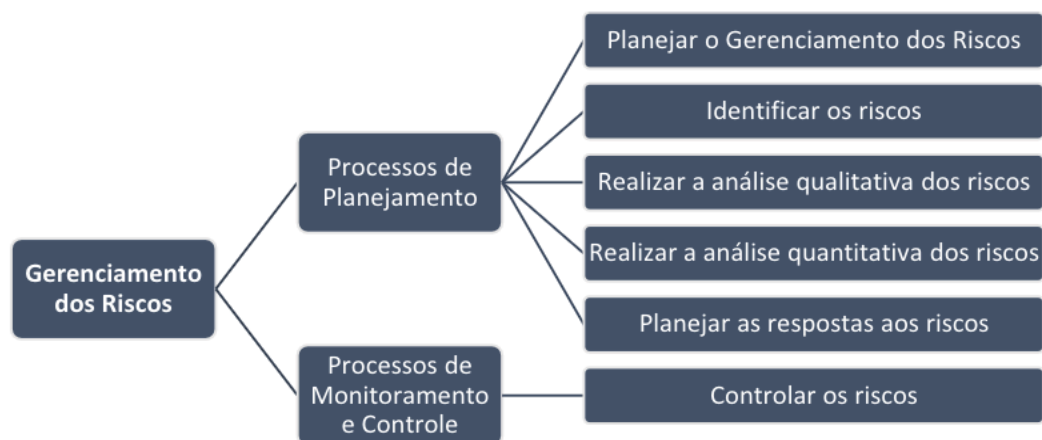 Gerenciamento
dos Riscos
Processos de
Planejamento
Planejar o Gerenciamento dos Riscos
Identificar os riscos
Realizar a análise qualitativa dos riscos
Realizar a análise quantitativa dos riscos
Planejar as respostas aos riscos
Processos de
Monitoramento
e Controle
Controlar os riscos